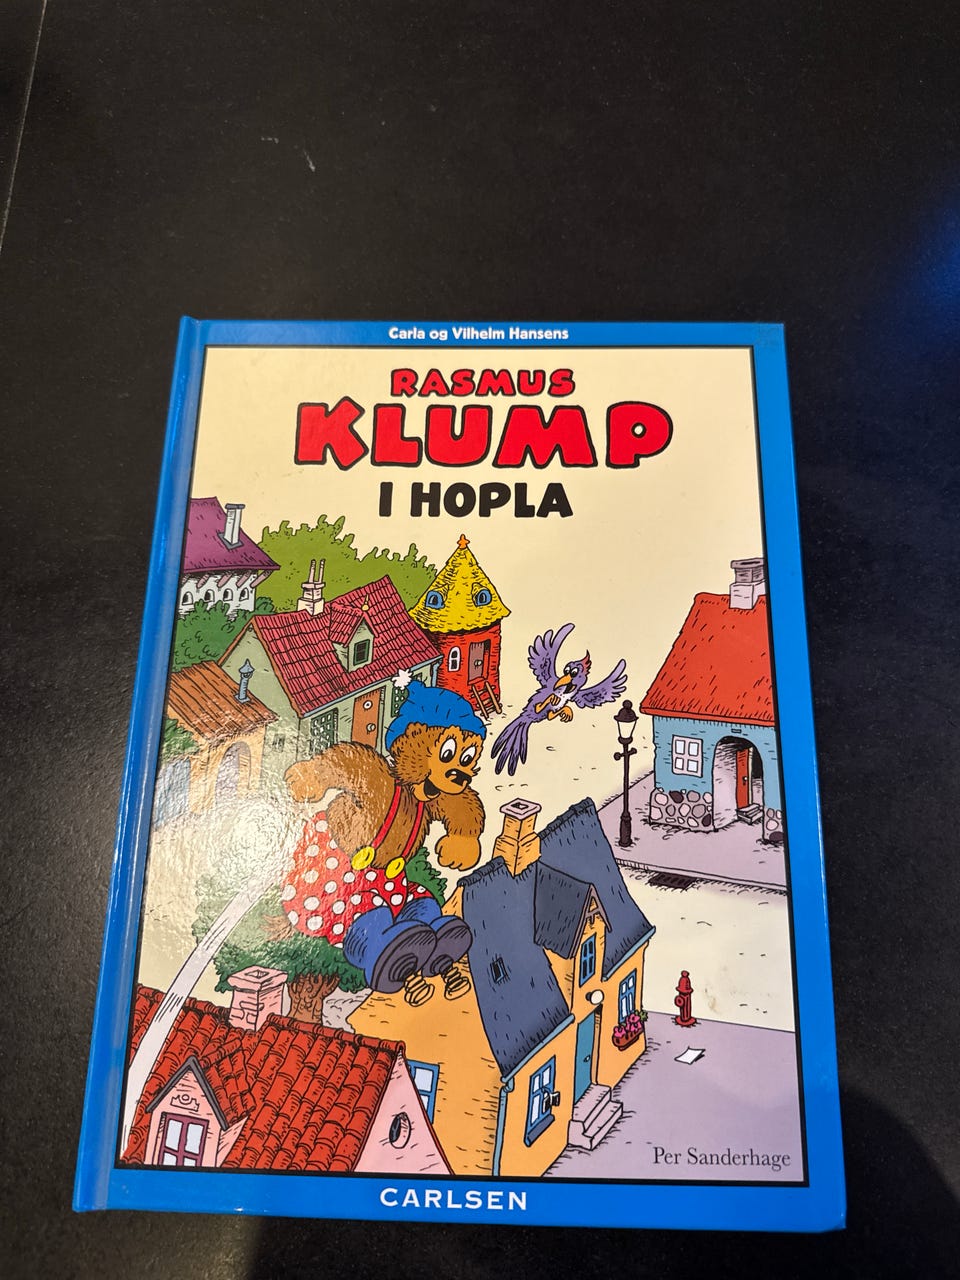 Carla og Vilhelm Hansens
RASMUS
KLUMP
I HOPLA
Per Sanderhage
CARLSEN